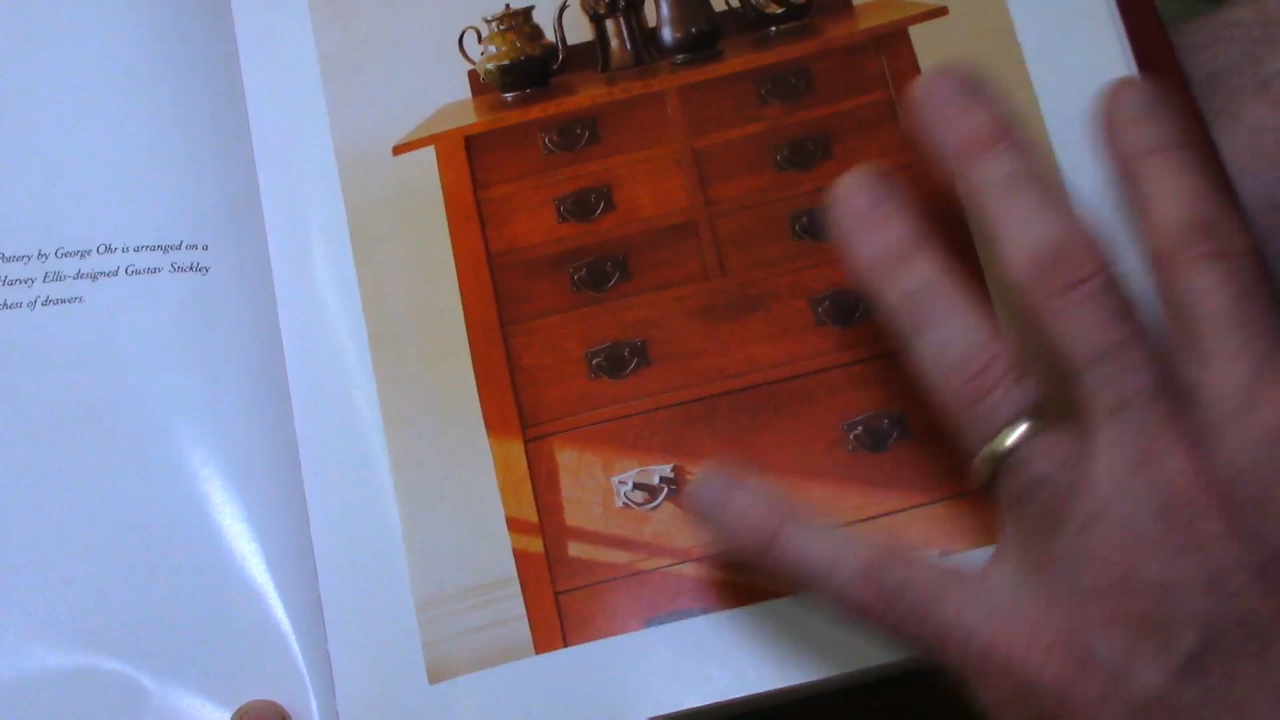 Pottery by George Ohr is arranged on a
Harvey Ellis-designed Gustav Stickley
chest of drawers.